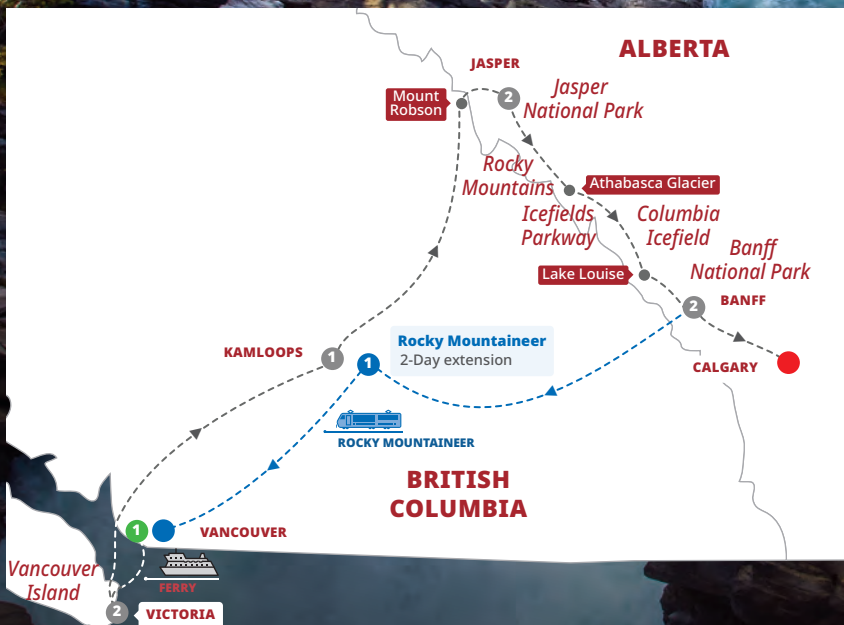 ALBERTA
JASPER
2
Jasper
National Park
Mount
Robson
Rocky
Mountains
Athabasca Glacier
Icefields
Parkway
Columbia
Icefield
Banff
National Park
Lake Louise
2
BANFF
Rocky Mountaineer
2-Day extension
KAMLOOPS
1
1
CALGARY
ROCKY MOUNTAINEER
BRITISH
COLUMBIA
1
VANCOUVER
Vancouver
Island
FERRY
2
VICTORIA